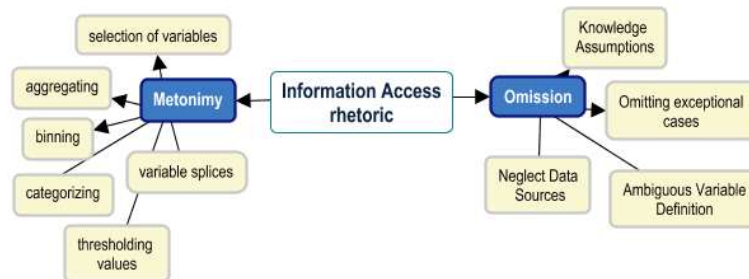 selection of variables
aggregating
Metonimy
binning
categorizing
variable splices
thresholding
values
Information Access
rhetoric
Knowledge
Assumptions
Omission
Omitting exceptional
cases
Neglect Data
Sources
Ambiguous Variable
Definition